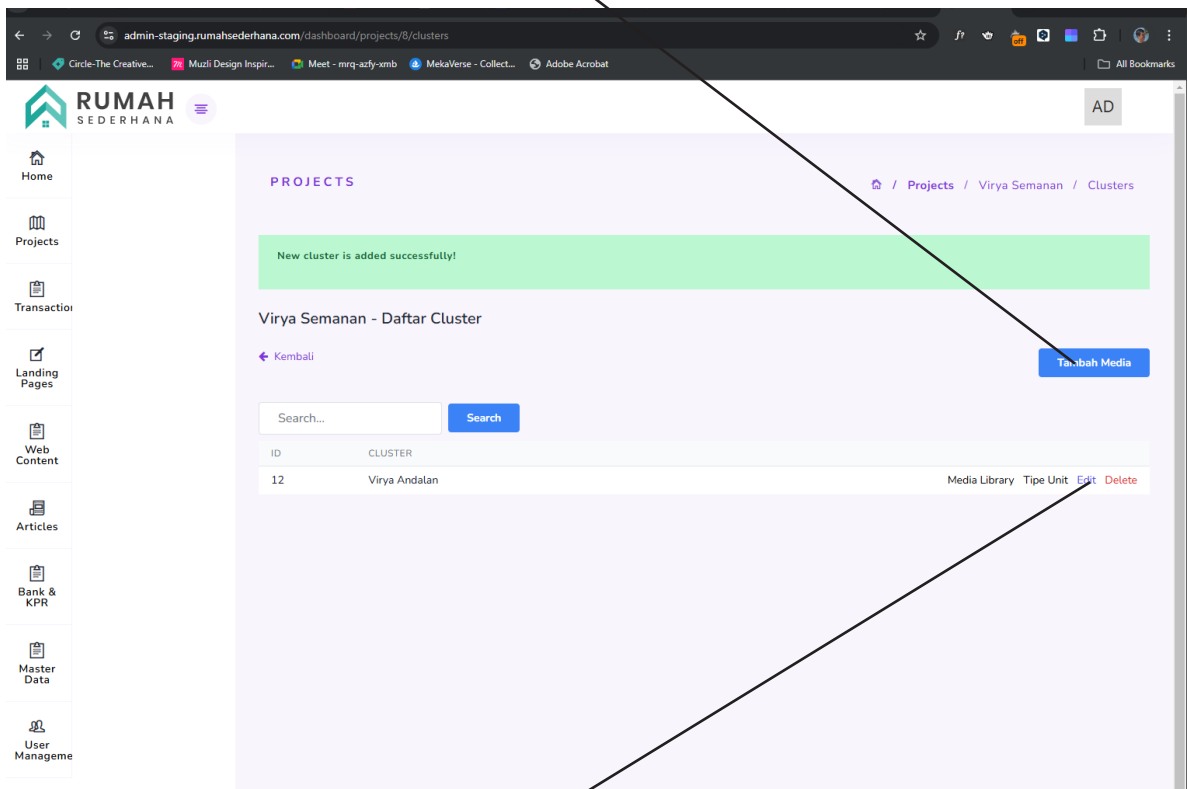 admin-staging.rumahsederhana.com/dashboard/projects/8/clusters
f?
off
Circle-The Creative...
Muzli Design Inspir...
Meet - mrq-azfy-xmb
MekaVerse - Collect...
Adobe Acrobat
All Bookmarks
RUMAH
SEDERHANA
AD
Home
Projects
Transaction
Landing
Pages
Web
Content
Articles
Bank &
KPR
Master
Data
User
Manageme
PROJECTS
/ Projects / Virya Semanan / Clusters
New cluster is added successfully!
Virya Semanan - Daftar Cluster
Kembali
Tambah Media
Search...
Search
ID CLUSTER
12 Virya Andalan Media Library Tipe Unit Edit Delete